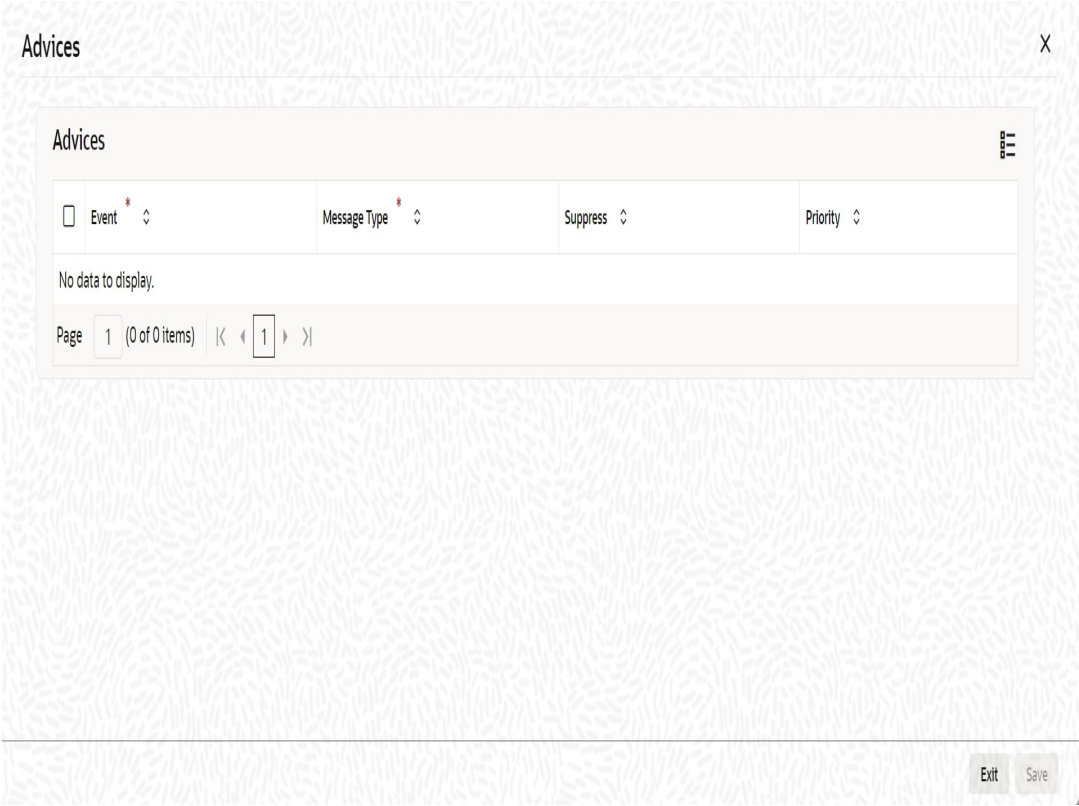 Advices X
Advices
Event * Message Type * Suppress Priority
No data to display.
Page 1 (0 of 0 items) 1
Exit Save